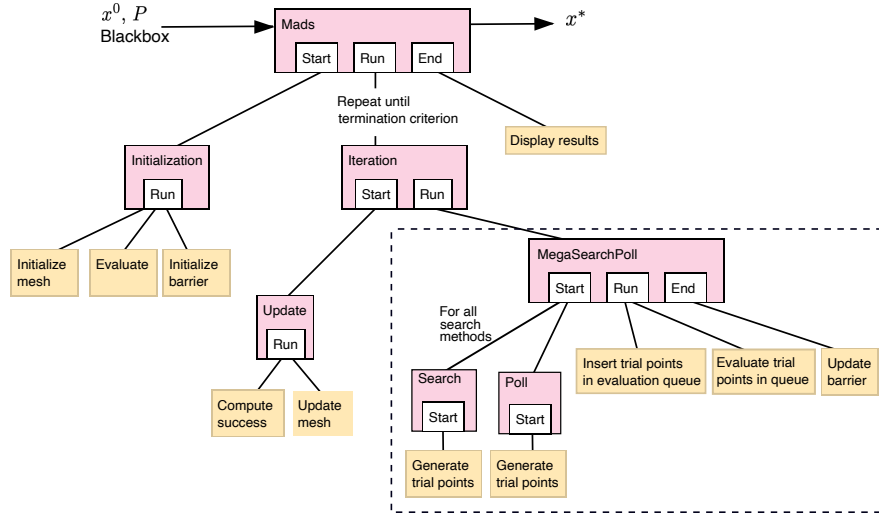 x⁰, P
Blackbox
Mads
x*
Start
Run
End
Repeat until
termination criterion
Display results
Initialization
Run
Iteration
Start
Run
Initialize
mesh
Evaluate
Initialize
barrier
MegaSearchPoll
Start
Run
End
Update
Run
For all
search
methods
Compute
success
Update
mesh
Search
Start
Poll
Start
Insert trial points
in evaluation queue
Evaluate trial
points in queue
Update
barrier
Generate
trial points
Generate
trial points